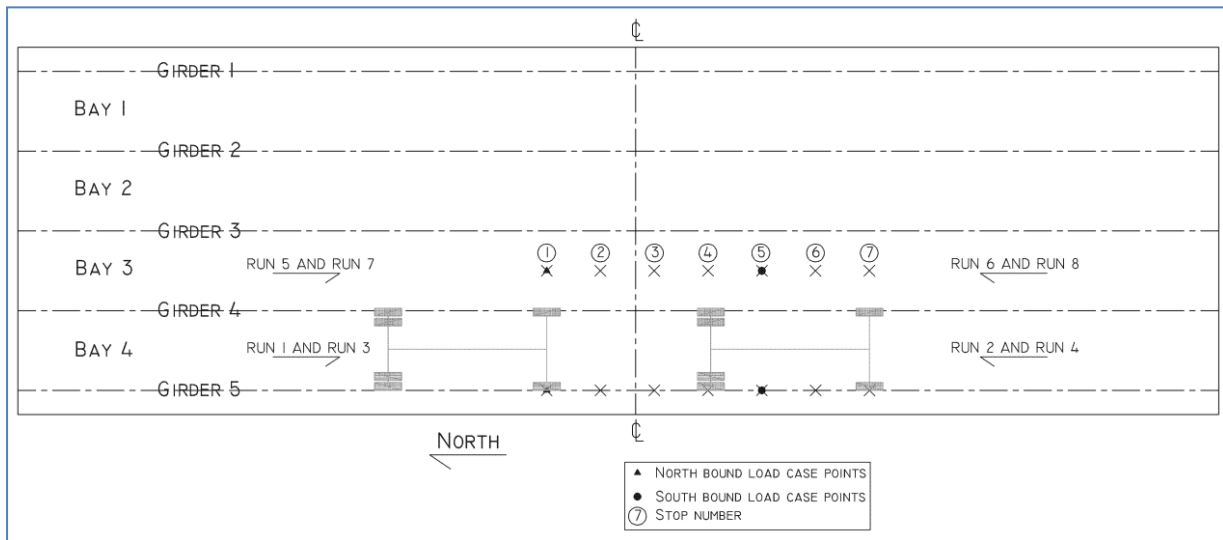 ℄
GIRDER 1
BAY 1
GIRDER 2
BAY 2
GIRDER 3
1 2 3 4 5 6 7
BAY 3
RUN 5 AND RUN 7
RUN 6 AND RUN 8
GIRDER 4
BAY 4
RUN 1 AND RUN 3
RUN 2 AND RUN 4
GIRDER 5
℄
NORTH
NORTH BOUND LOAD CASE POINTS
SOUTH BOUND LOAD CASE POINTS
7 STOP NUMBER